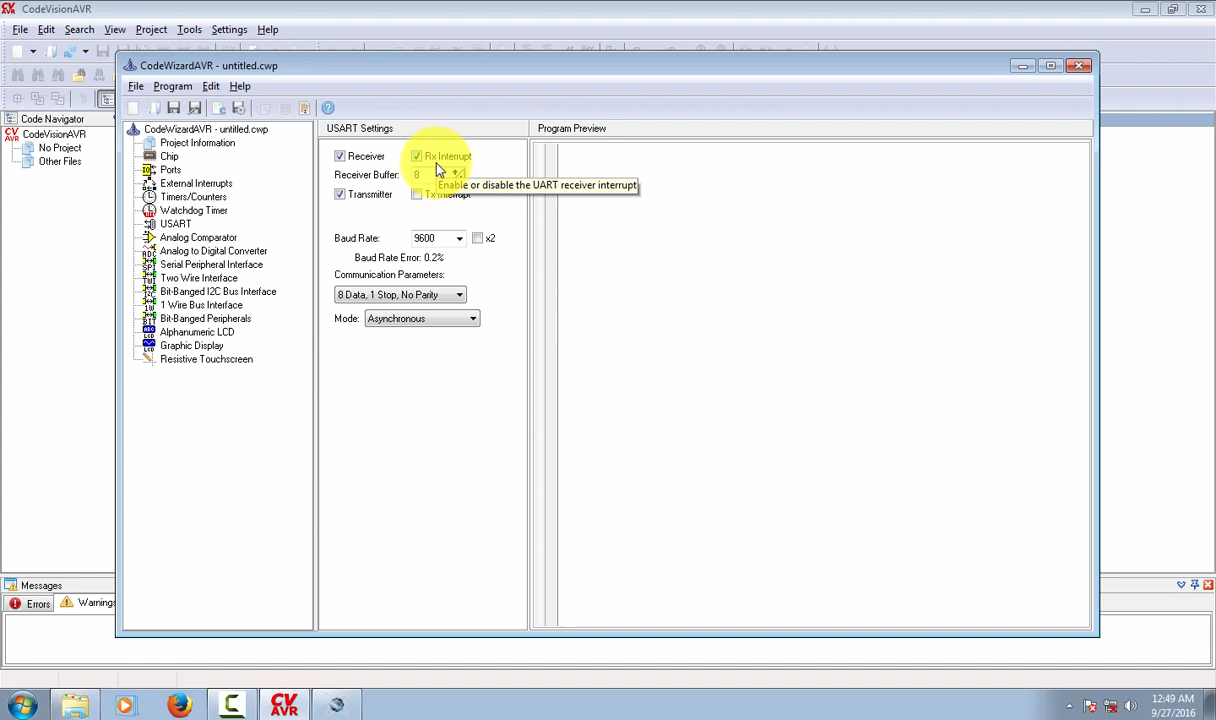 CodeVisionAVR
File Edit Search View Project Tools Settings Help
CodeWizardAVR - untitled.cwp
File Program Edit Help
Code Navigator
CodeVisionAVR
No Project
Other Files
CodeWizardAVR - untitled.cwp
Project Information
Chip
Ports
External Interrupts
Timers/Counters
Watchdog Timer
USART
Analog Comparator
Analog to Digital Converter
Serial Peripheral Interface
Two Wire Interface
Bit-Banged I2C Bus Interface
1 Wire Bus Interface
Bit-Banged Peripherals
Alphanumeric LCD
Graphic Display
Resistive Touchscreen
USART Settings
Receiver Rx Interrupt
Receiver Buffer: 8
Enable or disable the UART receiver interrupt
Transmitter Tx Interrupt
Baud Rate: 9600 x2
Baud Rate Error: 0.2%
Communication Parameters:
8 Data, 1 Stop, No Parity
Mode: Asynchronous
Program Preview
Messages
Errors Warnings
CV
AVR
12:49 AM
9/27/2016